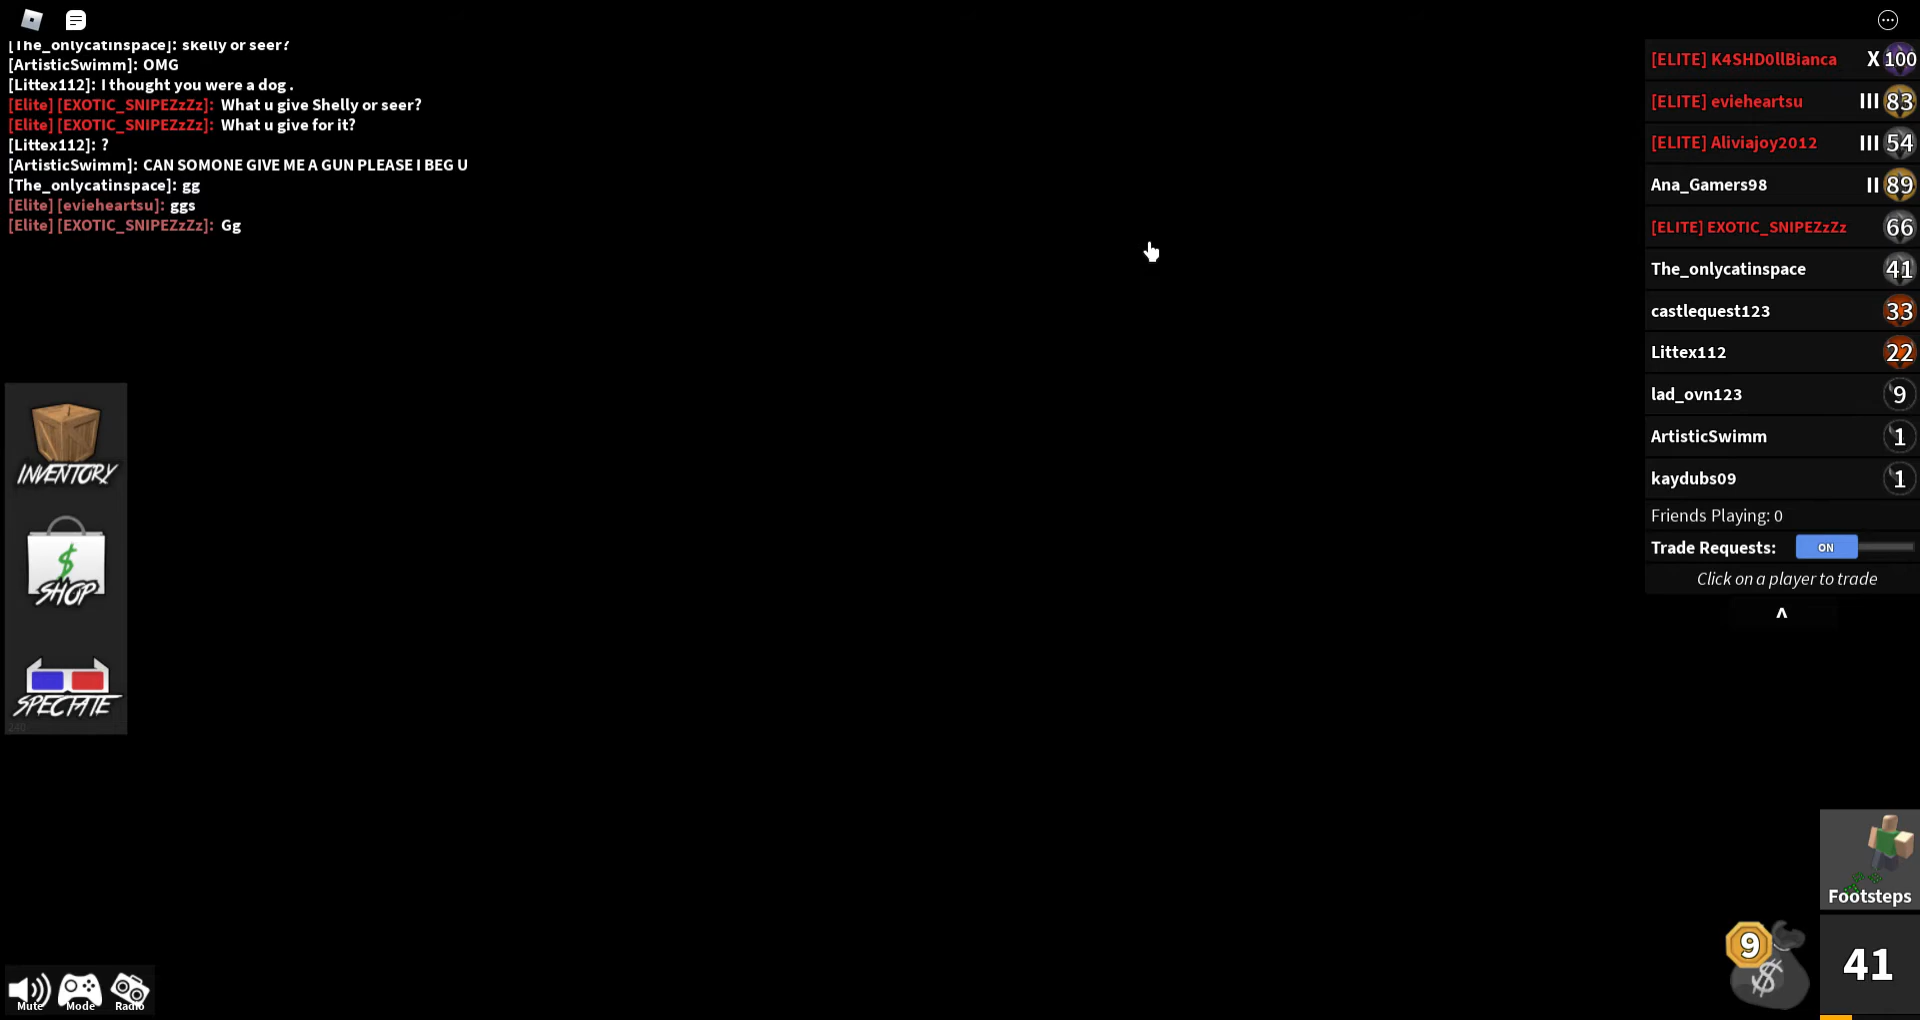 [The_onlycatinspace]: skelly or seer?
[ArtisticSwimm]: OMG
[Littex112]: I thought you were a dog .
[Elite] [EXOTIC_SNIPEZzZz]: What u give Shelly or seer?
[Elite] [EXOTIC_SNIPEZzZz]: What u give for it?
[Littex112]: ?
[ArtisticSwimm]: CAN SOMONE GIVE ME A GUN PLEASE I BEG U
[The_onlycatinspace]: gg
[Elite] [evieheartsu]: ggs
[Elite] [EXOTIC_SNIPEZzZz]: Gg
[ELITE] K4SHD0llBianca X 100
[ELITE] evieheartsu III 83
[ELITE] Aliviajoy2012 III 54
Ana_Gamers98 II 89
[ELITE] EXOTIC_SNIPEZzZz 66
The_onlycatinspace 41
castlequest123 33
Littex112 22
lad_ovn123 9
ArtisticSwimm 1
kaydubs09 1
Friends Playing: 0
Trade Requests: ON
Click on a player to trade
^
INVENTORY
$
SHOP
SPECTATE
240
Footsteps
9
$
41
Mute Mode Radio